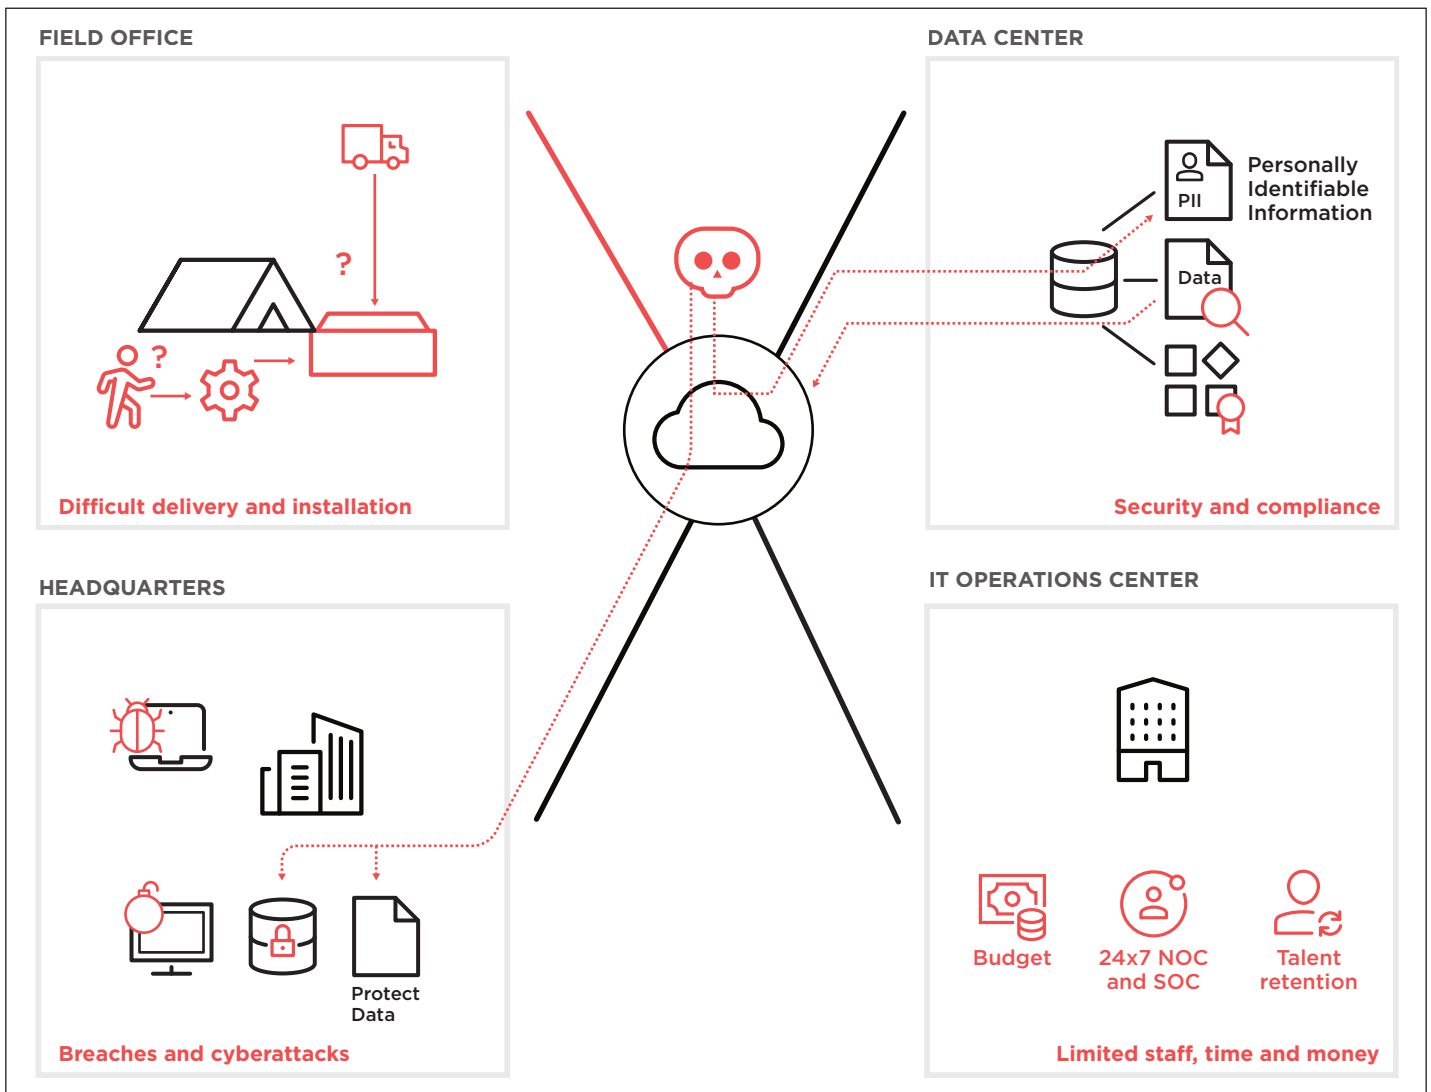 FIELD OFFICE
?
?
Difficult delivery and installation
DATA CENTER
PII
Personally
Identifiable
Information
Data
Security and compliance
HEADQUARTERS
Protect
Data
Breaches and cyberattacks
IT OPERATIONS CENTER
Budget
24x7 NOC
and SOC
Talent
retention
Limited staff, time and money